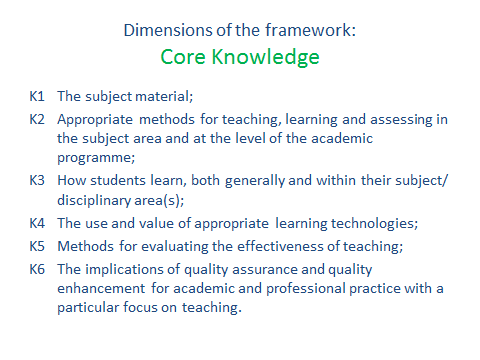 Dimensions of the framework:
Core Knowledge
K1 The subject material;
K2 Appropriate methods for teaching, learning and assessing in
the subject area and at the level of the academic
programme;
K3 How students learn, both generally and within their subject/
disciplinary area(s);
K4 The use and value of appropriate learning technologies;
K5 Methods for evaluating the effectiveness of teaching;
K6 The implications of quality assurance and quality
enhancement for academic and professional practice with a
particular focus on teaching.